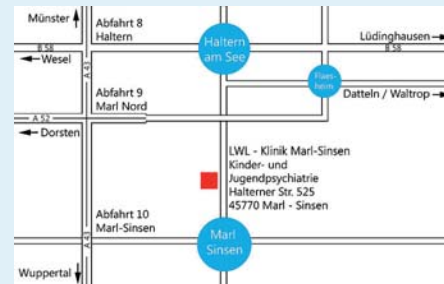 Münster
Abfahrt 8
Haltern
Haltern
am See
Lüdinghausen
B 58
B 58
Wesel
A 43
Flaes-
heim
Abfahrt 9
Marl Nord
Datteln / Waltrop
A 52
Dorsten
LWL - Klinik Marl-Sinsen
Kinder- und
Jugendpsychiatrie
Halterner Str. 525
45770 Marl - Sinsen
Abfahrt 10
Marl-Sinsen
Marl
Sinsen
A 43
Wuppertal